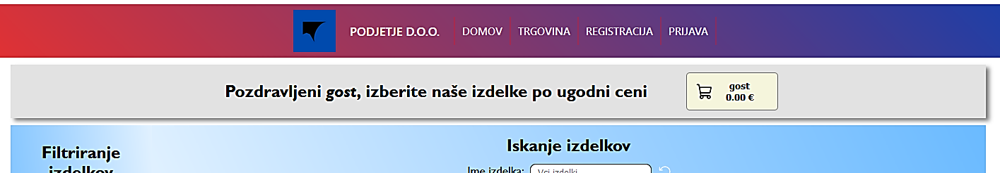 PODJETJE D.O.O. DOMOV TRGOVINA REGISTRACIJA PRIJAVA
Pozdravljeni gost, izberite naše izdelke po ugodni ceni
gost
0.00 €
Filtriranje
izdelkov
Iskanje izdelkov
Ime izdelka: Vsi izdelki